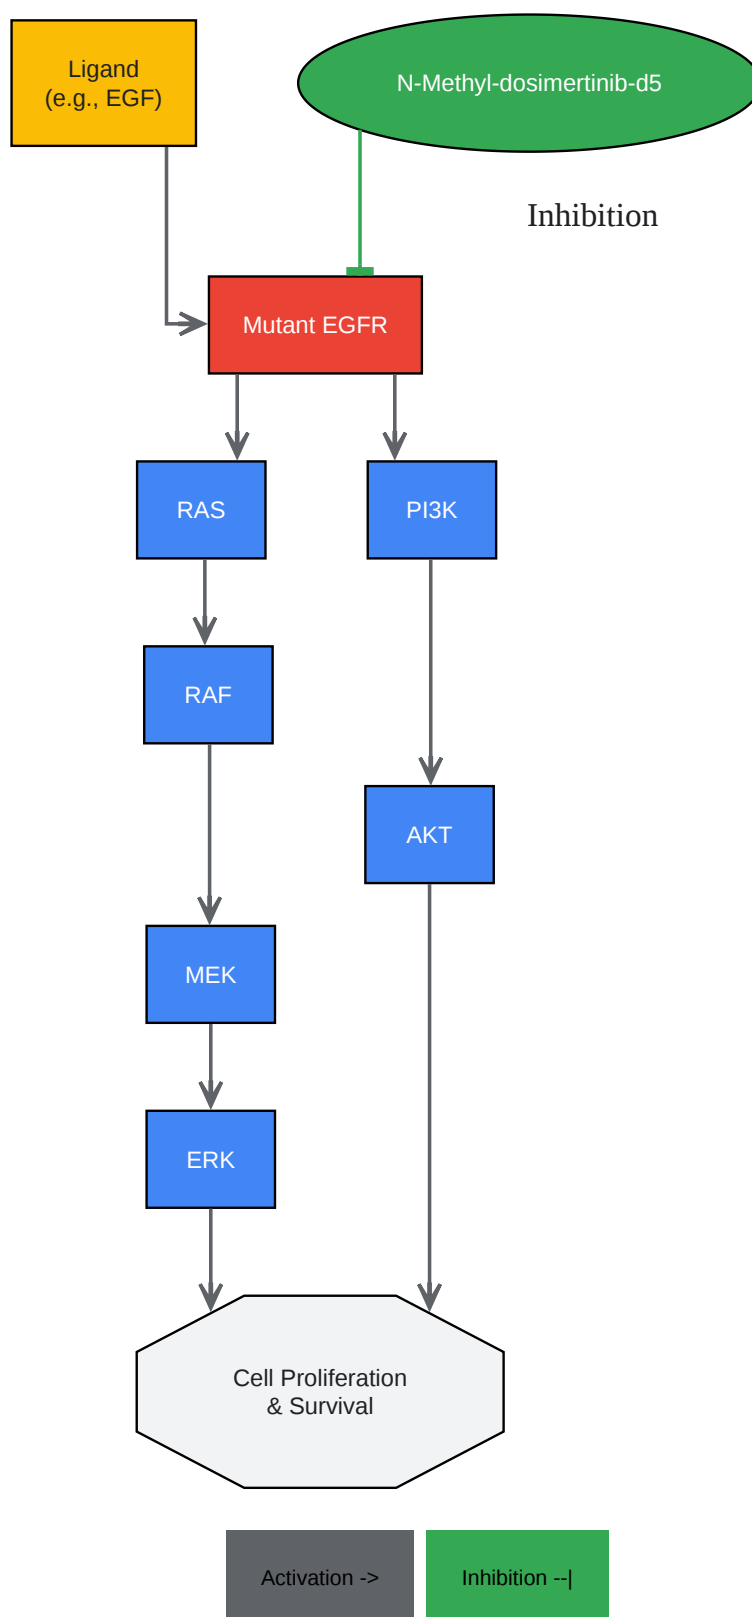 Ligand
(e.g., EGF)
N-Methyl-dosimertinib-d5
Inhibition
Mutant EGFR
RAS
PI3K
RAF
AKT
MEK
ERK
Cell Proliferation
& Survival
Activation ->
Inhibition --|